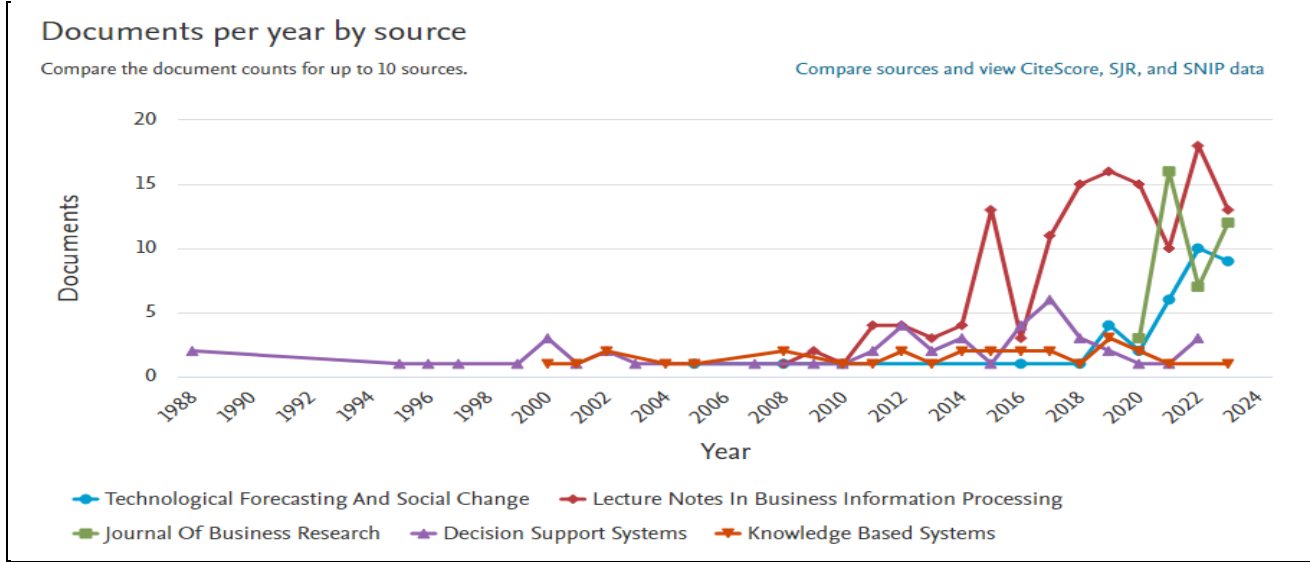 Documents per year by source
Compare the document counts for up to 10 sources.
Compare sources and view CiteScore, SJR, and SNIP data
20
15
10
5
0
Documents
1988
1990
1992
1994
1996
1998
2000
2002
2004
2006
2008
2010
2012
2014
2016
2018
2020
2022
2024
Year
Technological Forecasting And Social Change
Lecture Notes In Business Information Processing
Journal Of Business Research
Decision Support Systems
Knowledge Based Systems